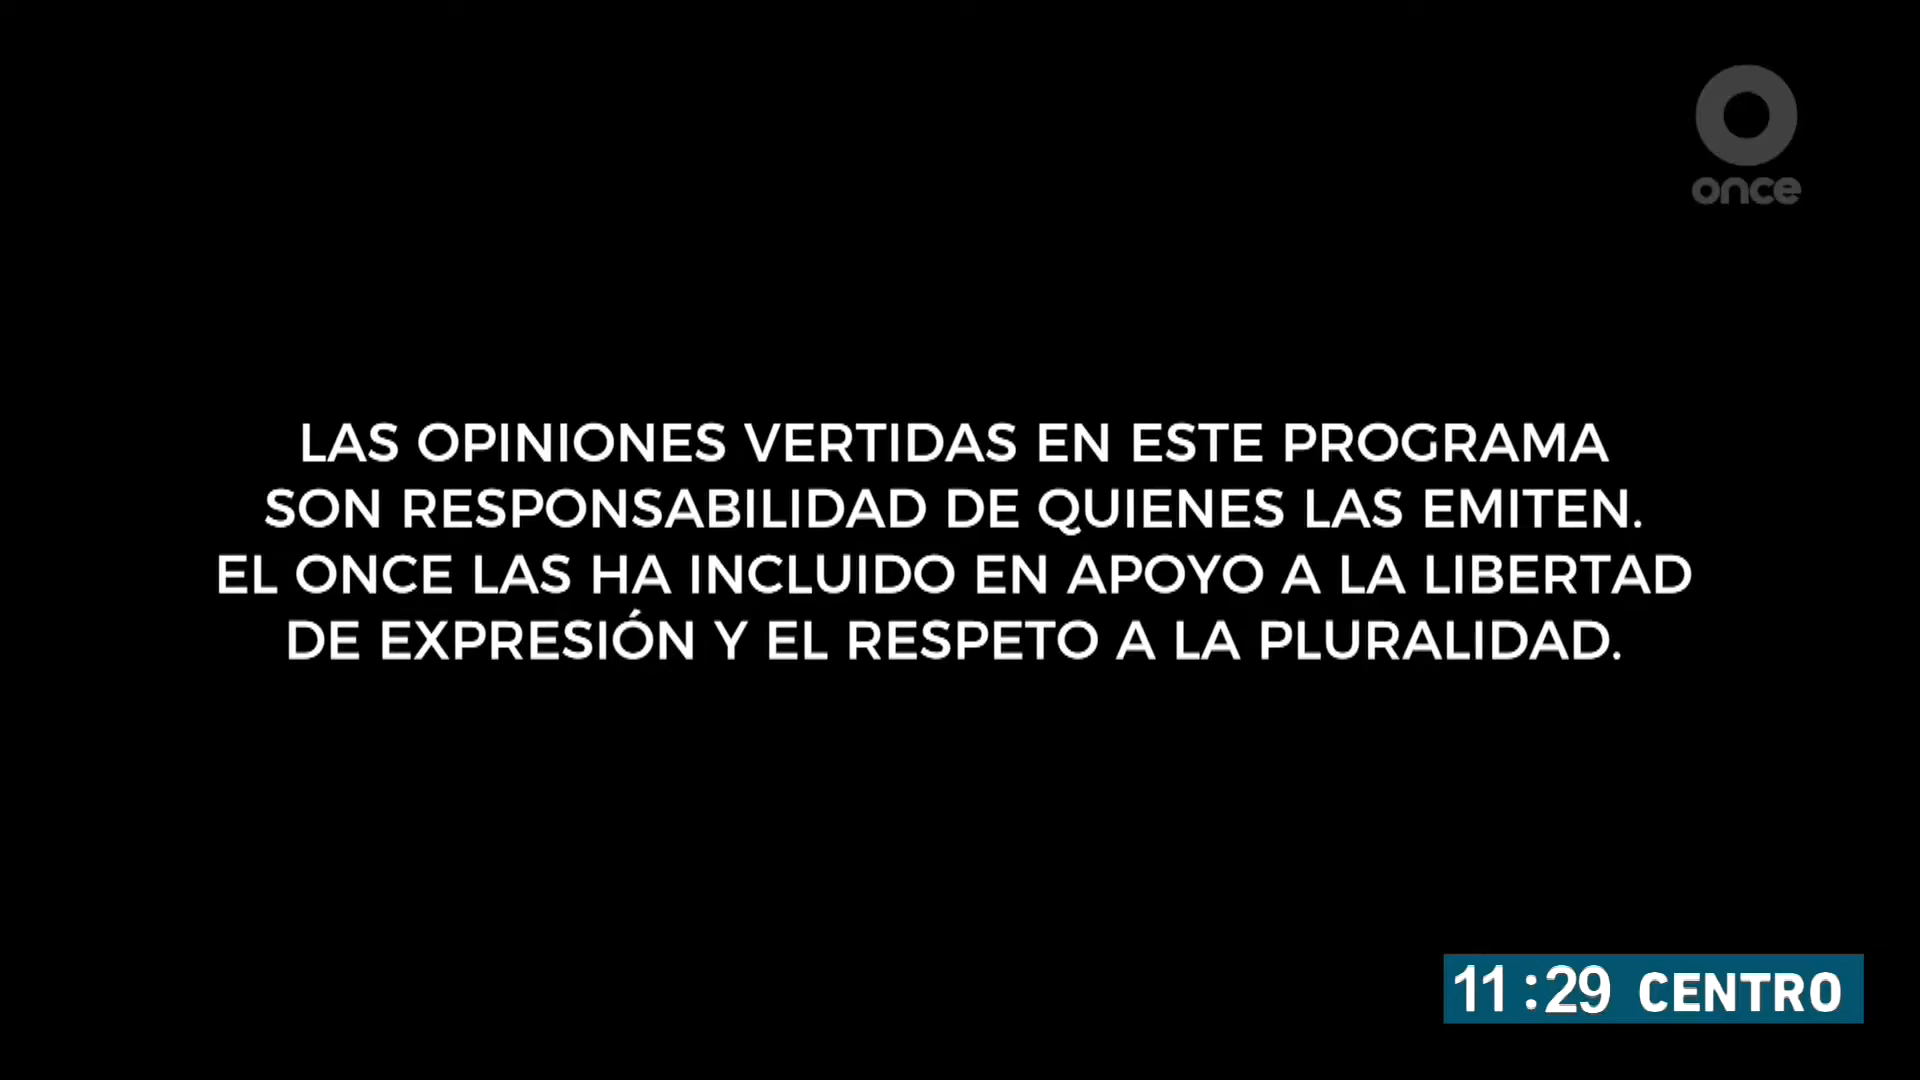 once
LAS OPINIONES VERTIDAS EN ESTE PROGRAMA
SON RESPONSABILIDAD DE QUIENES LAS EMITEN.
EL ONCE LAS HA INCLUIDO EN APOYO A LA LIBERTAD
DE EXPRESIÓN Y EL RESPETO A LA PLURALIDAD.
11:29 CENTRO